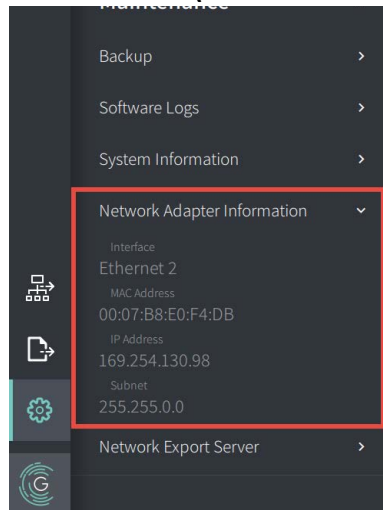 Maintenance
Backup
Software Logs
System Information
Network Adapter Information
Interface
Ethernet 2
MAC Address
00:07:B8:E0:F4:DB
IP Address
169.254.130.98
Subnet
255.255.0.0
Network Export Server
G